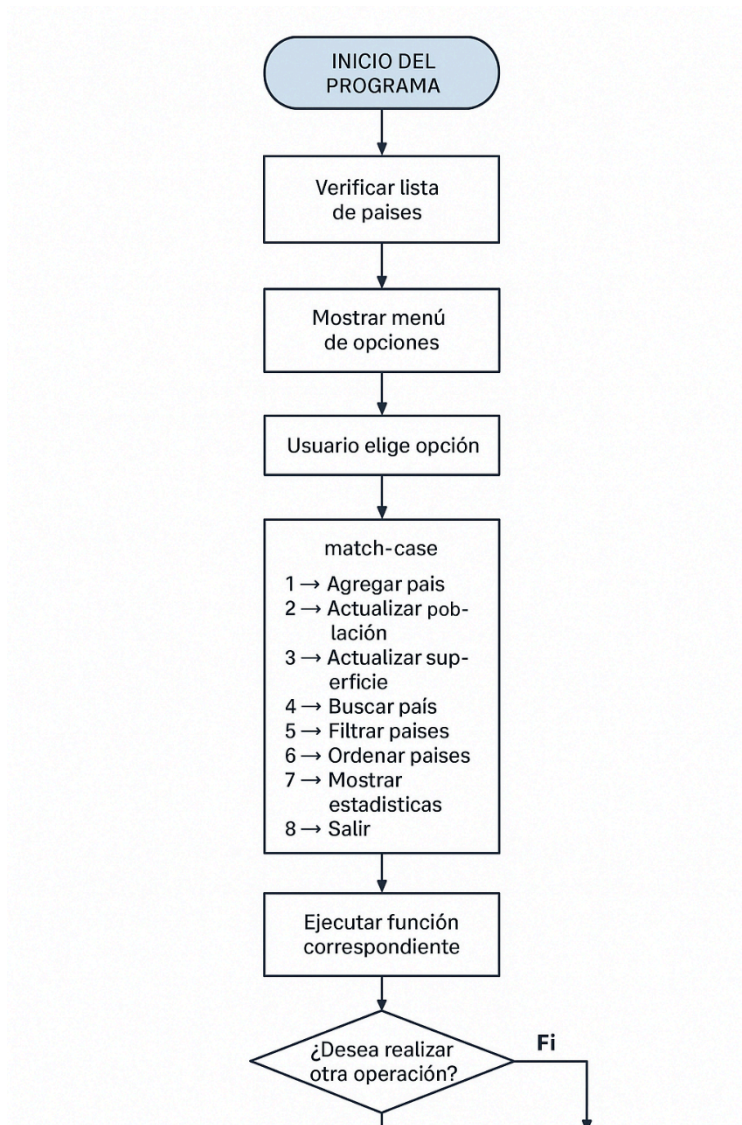 INICIO DEL
PROGRAMA
Verificar lista
de paises
Mostrar menú
de opciones
Usuario elige opción
match-case
1 → Agregar pais
2 → Actualizar pob-
lación
3 → Actualizar sup-
erficie
4 → Buscar país
5 → Filtrar paises
6 → Ordenar paises
7 → Mostrar
estadisticas
8 → Salir
Ejecutar función
correspondiente
¿Desea realizar
otra operación?
Fi